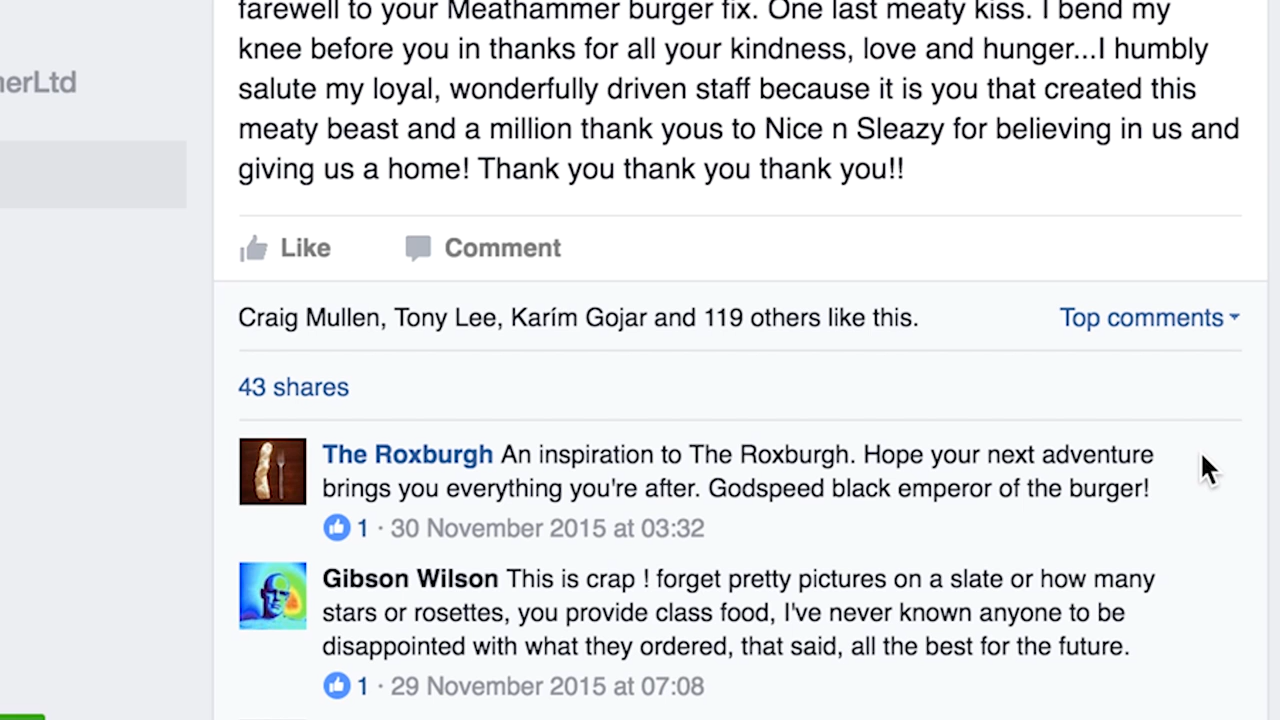 farewell to your Meathammer burger fix. One last meaty kiss. I bend my
knee before you in thanks for all your kindness, love and hunger...I humbly
nerLtd
salute my loyal, wonderfully driven staff because it is you that created this
meaty beast and a million thank yous to Nice n Sleazy for believing in us and
giving us a home! Thank you thank you thank you!!
Like Comment
Craig Mullen, Tony Lee, Karím Gojar and 119 others like this. Top comments
43 shares
The Roxburgh An inspiration to The Roxburgh. Hope your next adventure
brings you everything you're after. Godspeed black emperor of the burger!
1 · 30 November 2015 at 03:32
Gibson Wilson This is crap ! forget pretty pictures on a slate or how many
stars or rosettes, you provide class food, I've never known anyone to be
disappointed with what they ordered, that said, all the best for the future.
1 · 29 November 2015 at 07:08